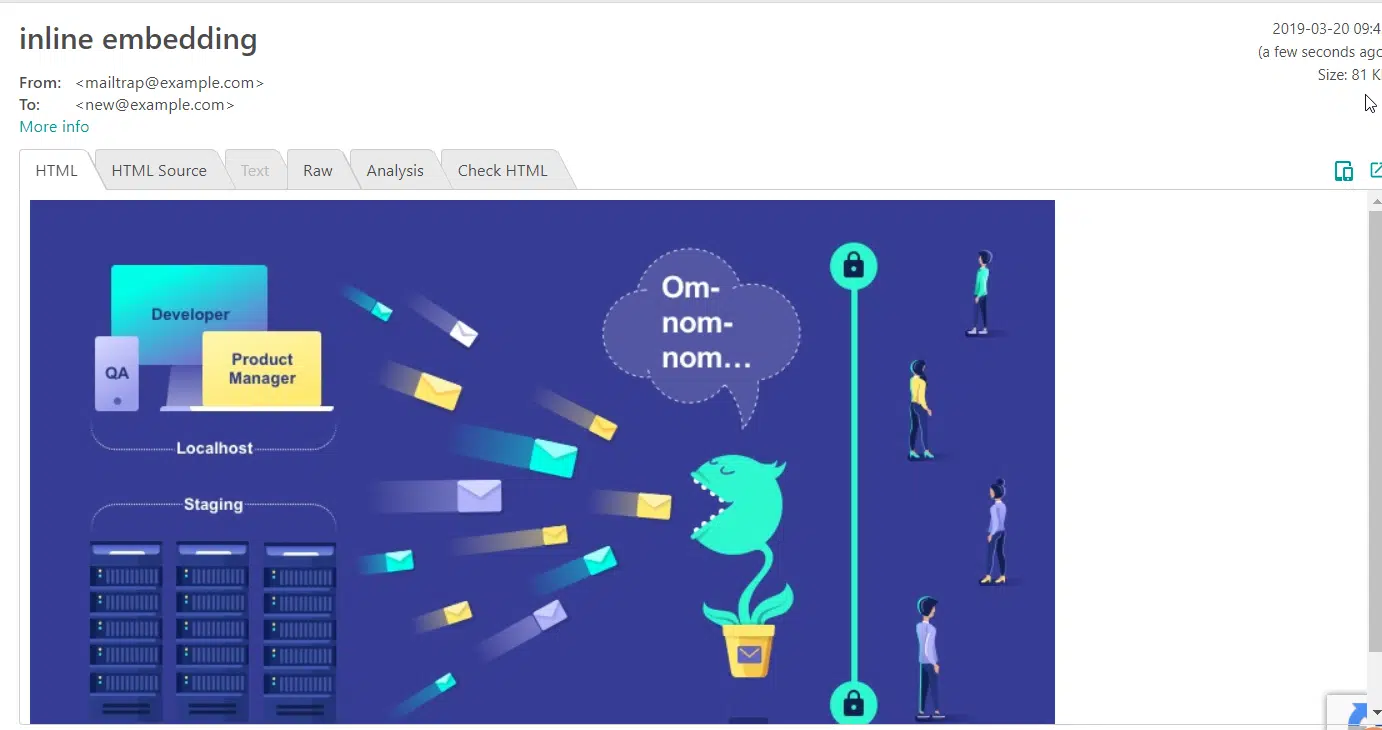 inline embedding
2019-03-20 09:4
(a few seconds ago
Size: 81 K
From: <mailtrap@example.com>
To: <new@example.com>
More info
HTML
HTML Source
Text
Raw
Analysis
Check HTML
Developer
QA
Product
Manager
Localhost
Staging
Om-
nom-
nom...